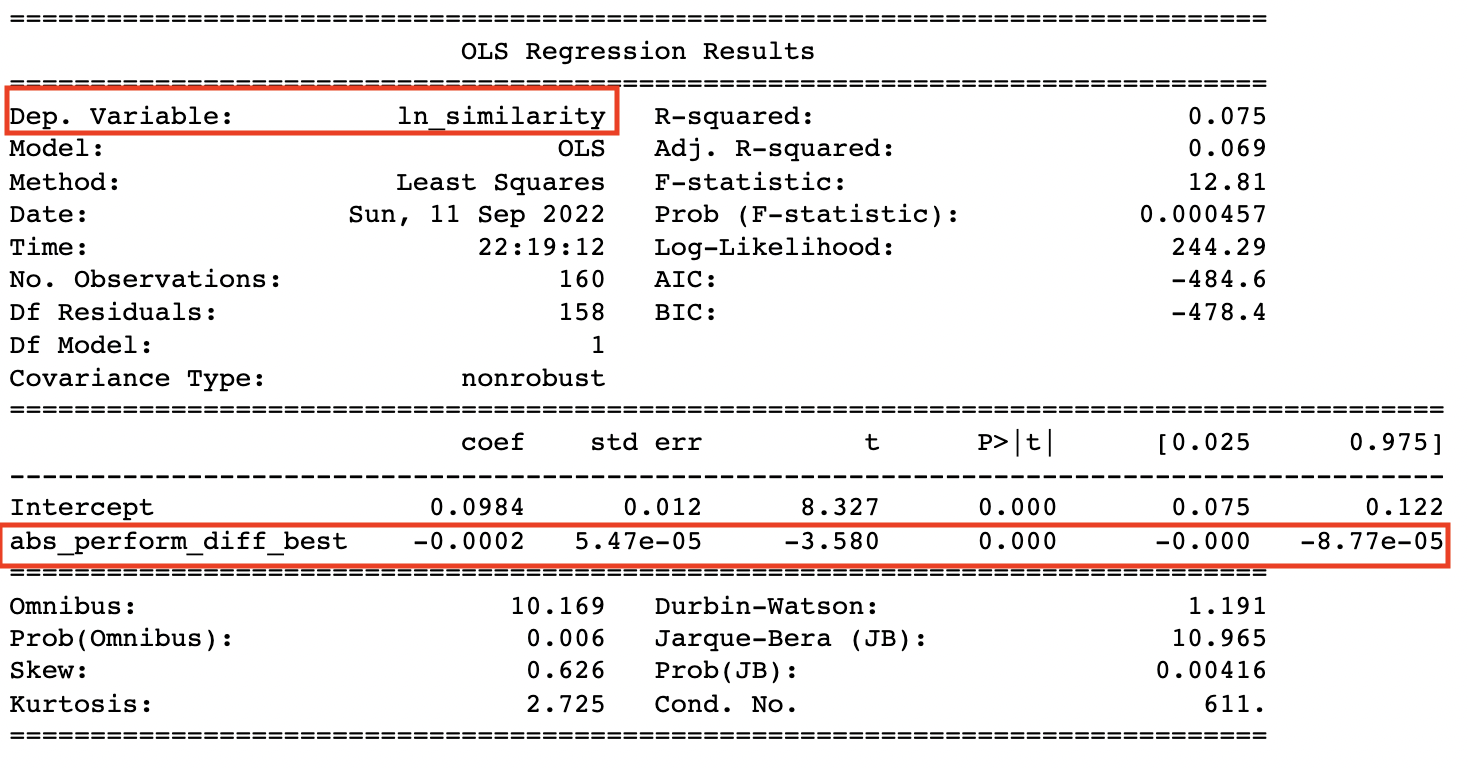 ==============================================================================
OLS Regression Results
==============================================================================
Dep. Variable: ln_similarity R-squared: 0.075
Model: OLS Adj. R-squared: 0.069
Method: Least Squares F-statistic: 12.81
Date: Sun, 11 Sep 2022 Prob (F-statistic): 0.000457
Time: 22:19:12 Log-Likelihood: 244.29
No. Observations: 160 AIC: -484.6
Df Residuals: 158 BIC: -478.4
Df Model: 1
Covariance Type: nonrobust
=========================================================================================
coef std err t P>|t| [0.025 0.975]
-----------------------------------------------------------------------------------------
Intercept 0.0984 0.012 8.327 0.000 0.075 0.122
abs_perform_diff_best -0.0002 5.47e-05 -3.580 0.000 -0.000 -8.77e-05
==============================================================================
Omnibus: 10.169 Durbin-Watson: 1.191
Prob(Omnibus): 0.006 Jarque-Bera (JB): 10.965
Skew: 0.626 Prob(JB): 0.00416
Kurtosis: 2.725 Cond. No. 611.
==============================================================================